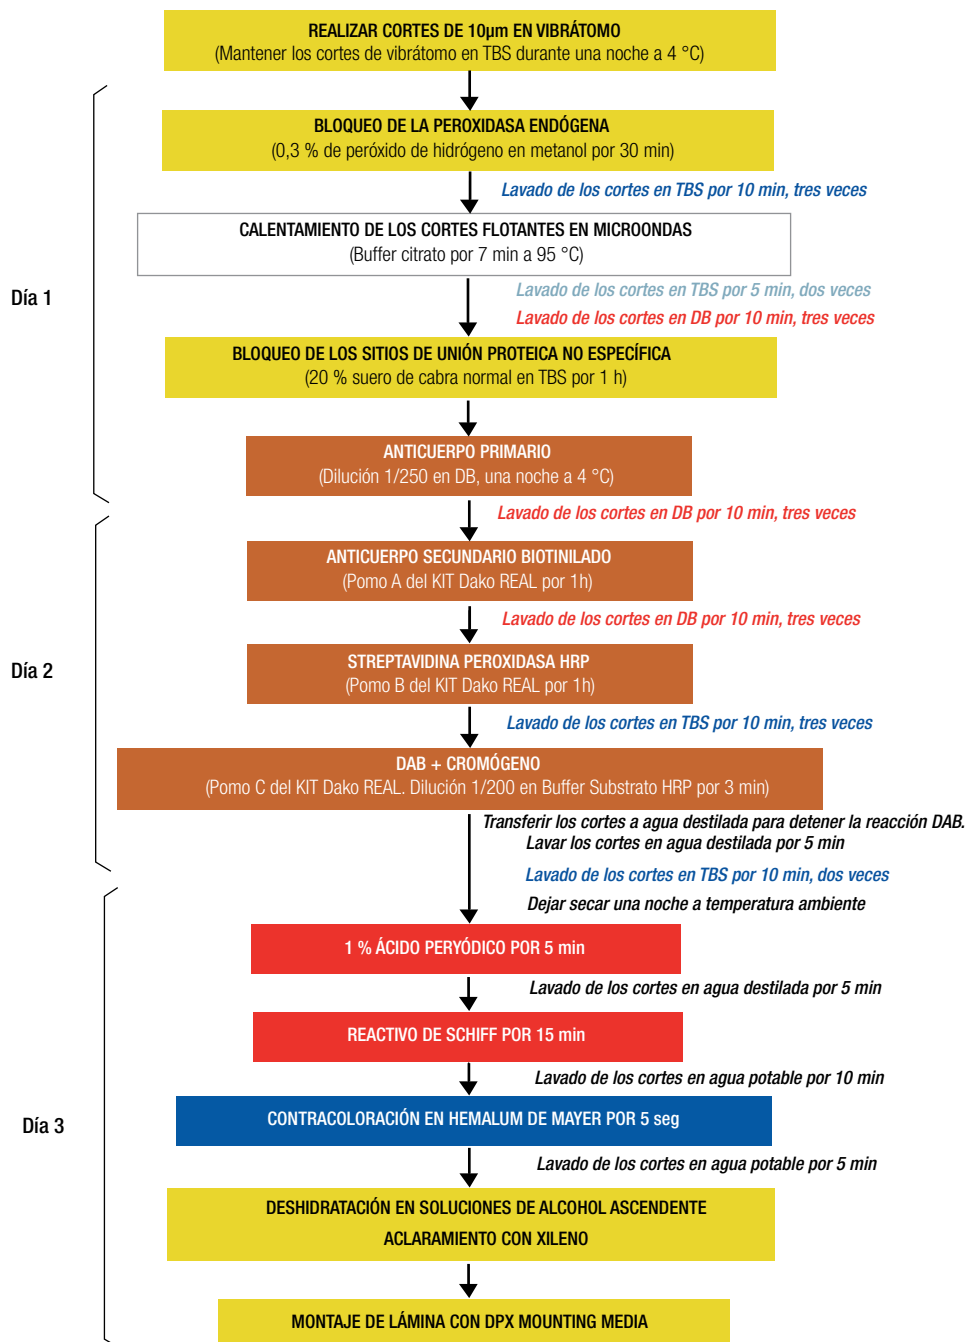 REALIZAR CORTES DE 10µm EN VIBRÁTOMO
(Mantener los cortes de vibrátomo en TBS durante una noche a 4 °C)
BLOQUEO DE LA PEROXIDASA ENDÓGENA
(0,3 % de peróxido de hidrógeno en metanol por 30 min)
Lavado de los cortes en TBS por 10 min, tres veces
CALENTAMIENTO DE LOS CORTES FLOTANTES EN MICROONDAS
(Buffer citrato por 7 min a 95 °C)
Lavado de los cortes en TBS por 5 min, dos veces
Día 1
Lavado de los cortes en DB por 10 min, tres veces
BLOQUEO DE LOS SITIOS DE UNIÓN PROTEICA NO ESPECÍFICA
(20 % suero de cabra normal en TBS por 1 h)
ANTICUERPO PRIMARIO
(Dilución 1/250 en DB, una noche a 4 °C)
Lavado de los cortes en DB por 10 min, tres veces
ANTICUERPO SECUNDARIO BIOTINILADO
(Pomo A del KIT Dako REAL por 1h)
Lavado de los cortes en DB por 10 min, tres veces
Día 2
STREPTAVIDINA PEROXIDASA HRP
(Pomo B del KIT Dako REAL por 1h)
Lavado de los cortes en TBS por 10 min, tres veces
DAB + CROMÓGENO
(Pomo C del KIT Dako REAL. Dilución 1/200 en Buffer Substrato HRP por 3 min)
Transferir los cortes a agua destilada para detener la reacción DAB.
Lavar los cortes en agua destilada por 5 min
Lavado de los cortes en TBS por 10 min, dos veces
Dejar secar una noche a temperatura ambiente
1 % ÁCIDO PERYÓDICO POR 5 min
Lavado de los cortes en agua destilada por 5 min
REACTIVO DE SCHIFF POR 15 min
Lavado de los cortes en agua potable por 10 min
Día 3
CONTRACOLORACIÓN EN HEMALUM DE MAYER POR 5 seg
Lavado de los cortes en agua potable por 5 min
DESHIDRATACIÓN EN SOLUCIONES DE ALCOHOL ASCENDENTE
ACLARAMIENTO CON XILENO
MONTAJE DE LÁMINA CON DPX MOUNTING MEDIA